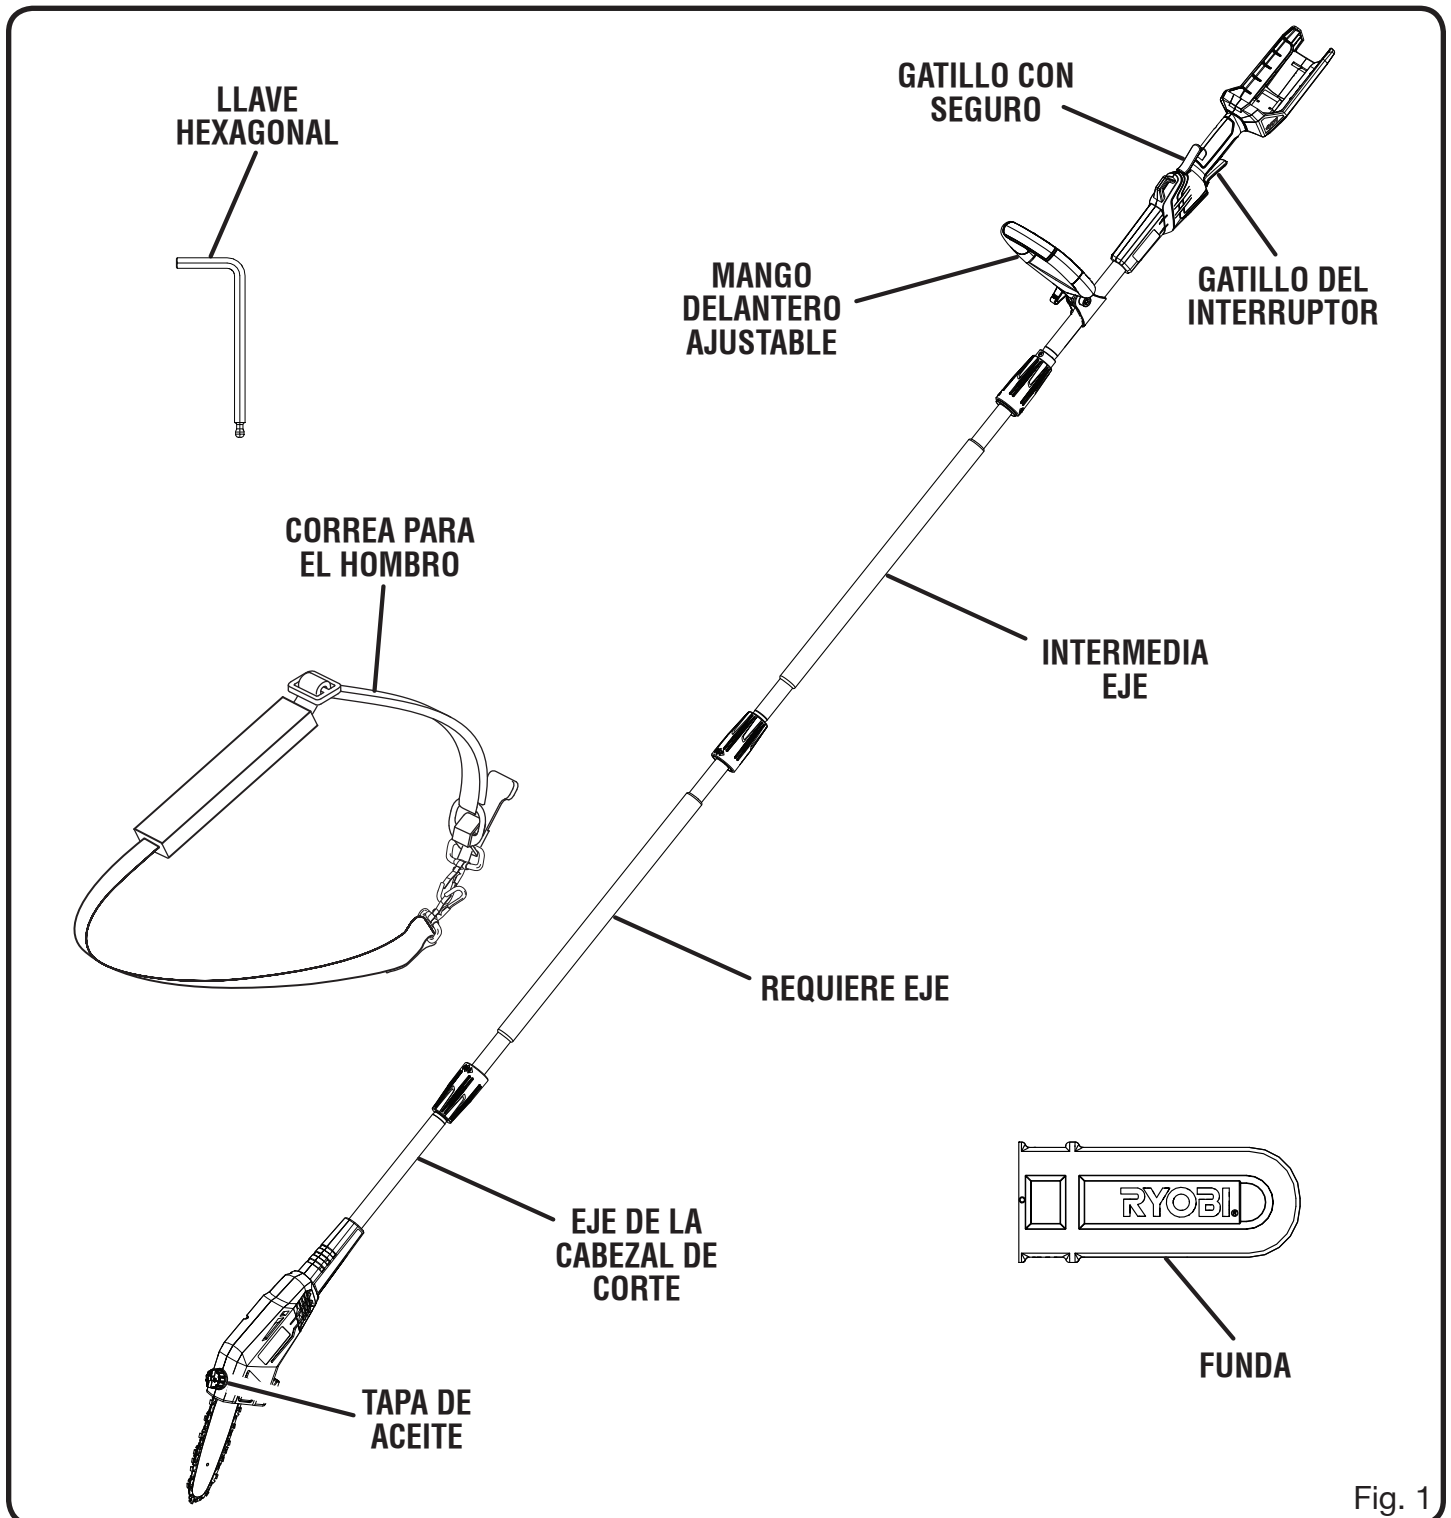 LLAVE
HEXAGONAL
GATILLO CON
SEGURO
MANGO
DELANTERO
AJUSTABLE
GATILLO DEL
INTERRUPTOR
CORREA PARA
EL HOMBRO
INTERMEDIA
EJE
REQUIERE EJE
EJE DE LA
CABEZAL DE
CORTE
RYOBI®
FUNDA
TAPA DE
ACEITE
Fig. 1